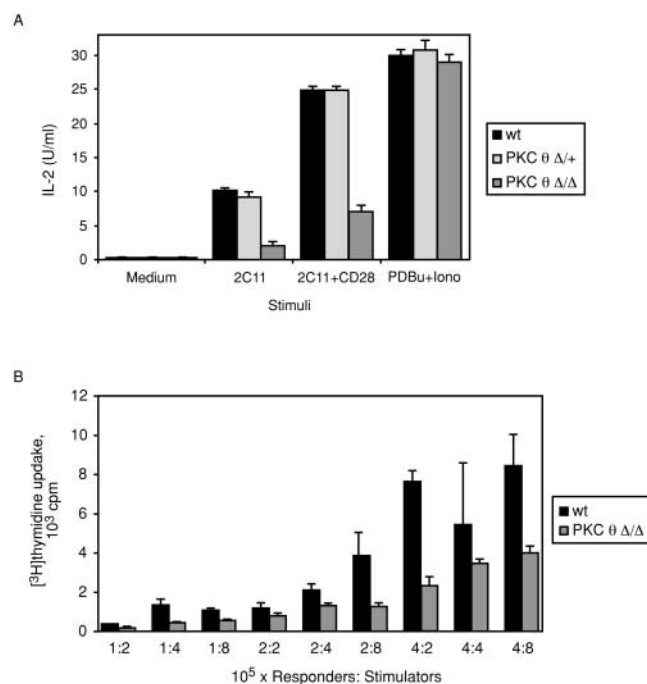 A
IL-2 (U/ml)
30
25
20
15
10
5
0
Medium
2C11
2C11+CD28
PDBu+Iono
Stimuli
wt
PKC θ Δ/+
PKC θ Δ/Δ
B
[³H]thymidine updake,
10³ cpm
12
10
8
6
4
2
0
1:2
1:4
1:8
2:2
2:4
2:8
4:2
4:4
4:8
10⁵ x Responders: Stimulators
wt
PKC θ Δ/Δ